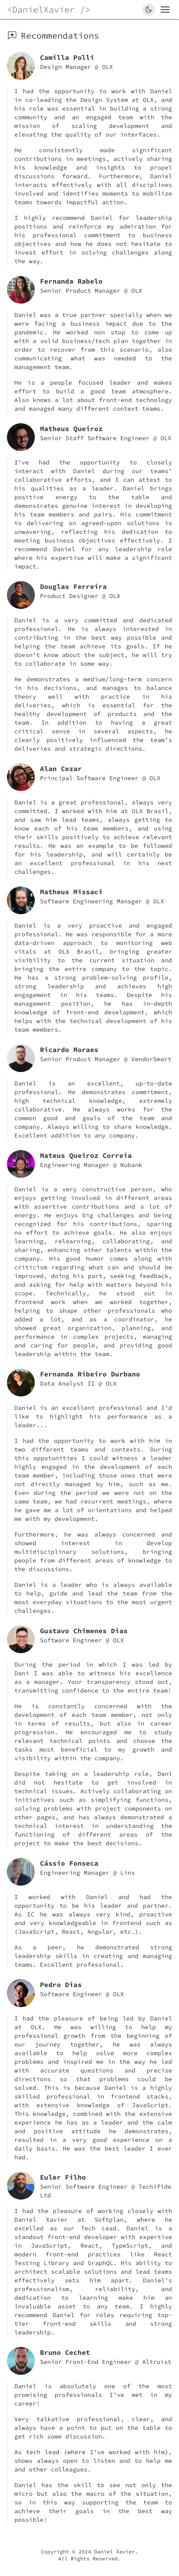 <DanielXavier />
Recommendations
Camilla Polli
Design Manager @ OLX
I had the opportunity to work with Daniel
in co-leading the Design System at OLX, and
his role was essential in building a strong
community and an engaged team with the
mission of scaling development and
elevating the quality of our interfaces.
He consistently made significant
contributions in meetings, actively sharing
his knowledge and insights to propel
discussions forward. Furthermore, Daniel
interacts effectively with all disciplines
involved and identifies moments to mobilize
teams towards impactful action.
I highly recommend Daniel for leadership
positions and reinforce my admiration for
his professional commitment to business
objectives and how he does not hesitate to
invest effort in solving challenges along
the way.
Fernanda Rabelo
Senior Product Manager @ OLX
Daniel was a true partner specially when we
were facing a business impact due to the
pandemic. He worked non stop to come up
with a solid business/tech plan together in
order to recover from this scenario, also
communicating what was needed to the
management team.
He is a people focused leader and makes
effort to build a good team atmosphere.
Also knows a lot about front-end technology
and managed many different context teams.
Matheus Queiroz
Senior Staff Software Engineer @ OLX
I've had the opportunity to closely
interact with Daniel during our teams'
collaborative efforts, and I can attest to
his qualities as a leader. Daniel brings
positive energy to the table and
demonstrates genuine interest in developing
his team members and pairs. His commitment
to delivering on agreed-upon solutions is
unwavering, reflecting his dedication to
meeting business objectives effectively. I
recommend Daniel for any leadership role
where his expertise will make a significant
impact.
Douglas Ferreira
Product Designer @ OLX
Daniel is a very committed and dedicated
professional. He is always interested in
contributing in the best way possible and
helping the team achieve its goals. If he
doesn't know about the subject, he will try
to collaborate in some way.
He demonstrates a medium/long-term concern
in his decisions, and manages to balance
theory well with practice in his
deliveries, which is essential for the
healthy development of products and the
team. In addition to having a great
critical sense in several aspects, he
clearly positively influenced the team's
deliveries and strategic directions.
Alan Cezar
Principal Software Engineer @ OLX
Daniel is a great professional, always very
committed. I worked with him at OLX Brasil,
and saw him lead teams, always getting to
know each of his team members, and using
their skills positively to achieve relevant
results. He was an example to be followed
for his leadership, and will certainly be
an excellent professional in his next
challenges.
Matheus Missaci
Software Engineering Manager @ OLX
Daniel is a very proactive and engaged
professional. He was responsible for a more
data-driven approach to monitoring web
vitals at OLX Brasil, bringing greater
visibility to the current situation and
bringing the entire company to the topic.
He has a strong problem-solving profile,
strong leadership and achieves high
engagement in his teams. Despite his
management position, he has in-depth
knowledge of front-end development, which
helps with the technical development of his
team members.
Ricardo Moraes
Senior Product Manager @ VendorSmart
Daniel is an excellent, up-to-date
professional. He demonstrates commitment,
high technical knowledge, extremely
collaborative. He always works for the
common good and goals of the team and
company. Always willing to share knowledge.
Excellent addition to any company.
Mateus Queiroz Correia
Engineering Manager @ Nubank
Daniel is a very constructive person, who
enjoys getting involved in different areas
with assertive contributions and a lot of
energy. He enjoys big challenges and being
recognized for his contributions, sparing
no effort to achieve goals. He also enjoys
learning, relearning, collaborating, and
sharing, enhancing other talents within the
company. His good humor comes along with
criticism regarding what can and should be
improved, doing his part, seeking feedback,
and asking for help with matters beyond his
scope. Technically, he stood out in
frontend work when we worked together,
helping to shape other professionals who
added a lot, and as a coordinator, he
showed great organization, planning, and
performance in complex projects, managing
and caring for people, and providing good
leadership within the team.
Fernanda Ribeiro Durbano
Data Analyst II @ OLX
Daniel is an excellent professional and I'd
like to highlight his performance as a
leader...
I had the opportunity to work with him in
two different teams and contexts. During
this oppotunities I could witness a leader
highly engaged in the development of each
team member, including those ones that were
not directly managed by him, such as me.
Even during the period we were not on the
same team, we had recurrent meetings, where
he gave me a lot of orientations and helped
me with my development.
Furthermore, he was always concerned and
showed interest in develop
multidisciplinary solutions, bringing
people from different areas of knowledge to
the discussions.
Daniel is a leader who is always available
to help, guide and lead the team from the
most everyday situations to the most urgent
challenges.
Gustavo Chimenes Dias
Software Engineer @ OLX
During the period in which I was led by
Dani I was able to witness his excellence
as a manager. Your transparency stood out,
transmitting confidence to the entire team!
He is constantly concerned with the
development of each team member, not only
in terms of results, but also in career
progression. He encouraged me to study
relevant technical points and choose the
tasks most beneficial to my growth and
visibility within the company.
Despite taking on a leadership role, Dani
did not hesitate to get involved in
technical issues. Actively collaborating on
initiatives such as simplifying functions,
solving problems with project components on
other pages, and has always demonstrated a
technical interest in understanding the
functioning of different areas of the
project to make the best decisions.
Cássio Fonseca
Engineering Manager @ Linx
I worked with Daniel and had the
opportunity to be his leader and partner.
As IC he was always very kind, proactive
and very knowledgeable in frontend such as
(JavaScript, React, Angular, etc.).
As a peer, he demonstrated strong
leadership skills in creating and managing
teams. Excellent professional.
Pedro Dias
Software Engineer @ OLX
I had the pleasure of being led by Daniel
at OLX. He was willing to help my
professional growth from the beginning of
our journey together, he was always
available to help solve more complex
problems and inspired me in the way he led
with accurate questions and precise
directions so that problems could be
solved. This is because Daniel is a highly
skilled professional in frontend stacks,
with extensive knowledge of JavaScript.
This knowledge, combined with the extensive
experience he has as a leader and the calm
and positive attitude he demonstrates,
resulted in a very good experience on a
daily basis. He was the best leader I ever
had.
Euler Filho
Senior Software Engineer @ Techifide
Ltd
I had the pleasure of working closely with
Daniel Xavier at Softplan, where he
excelled as our Tech Lead. Daniel is a
standout front-end developer with expertise
in JavaScript, React, TypeScript, and
modern front-end practices like React
Testing Library and GraphQL. His ability to
architect scalable solutions and lead teams
effectively sets him apart. Daniel's
professionalism, reliability, and
dedication to learning make him an
invaluable asset to any team. I highly
recommend Daniel for roles requiring top-
tier front-end skills and strong
leadership.
Bruno Cechet
Senior Front-End Engineer @ Altruist
Daniel is absolutely one of the most
promising professionals I've met in my
career!
Very talkative professional, clear, and
always have a point to put on the table to
get rich some discussion.
As tech lead (where I've worked with him),
shows always open to listen and to help me
and other colleagues.
Daniel has the skill to see not only the
micro but also the macro of the situation,
so in this way supporting the team to
achieve their goals in the best way
possible!
Copyright © 2024 Daniel Xavier.
All Rights Reserved.